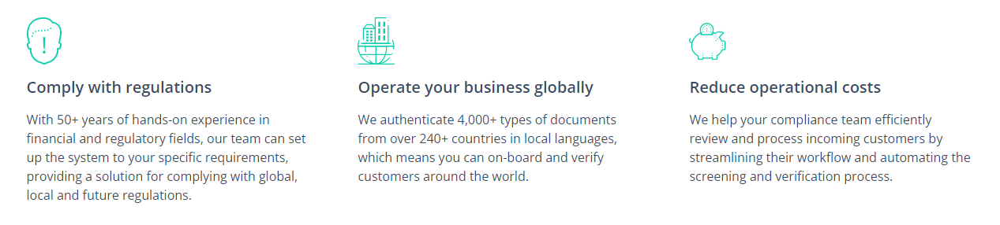 Comply with regulations
With 50+ years of hands-on experience in
financial and regulatory fields, our team can set
up the system to your specific requirements,
providing a solution for complying with global,
local and future regulations.
Operate your business globally
We authenticate 4,000+ types of documents
from over 240+ countries in local languages,
which means you can on-board and verify
customers around the world.
Reduce operational costs
We help your compliance team efficiently
review and process incoming customers by
streamlining their workflow and automating the
screening and verification process.